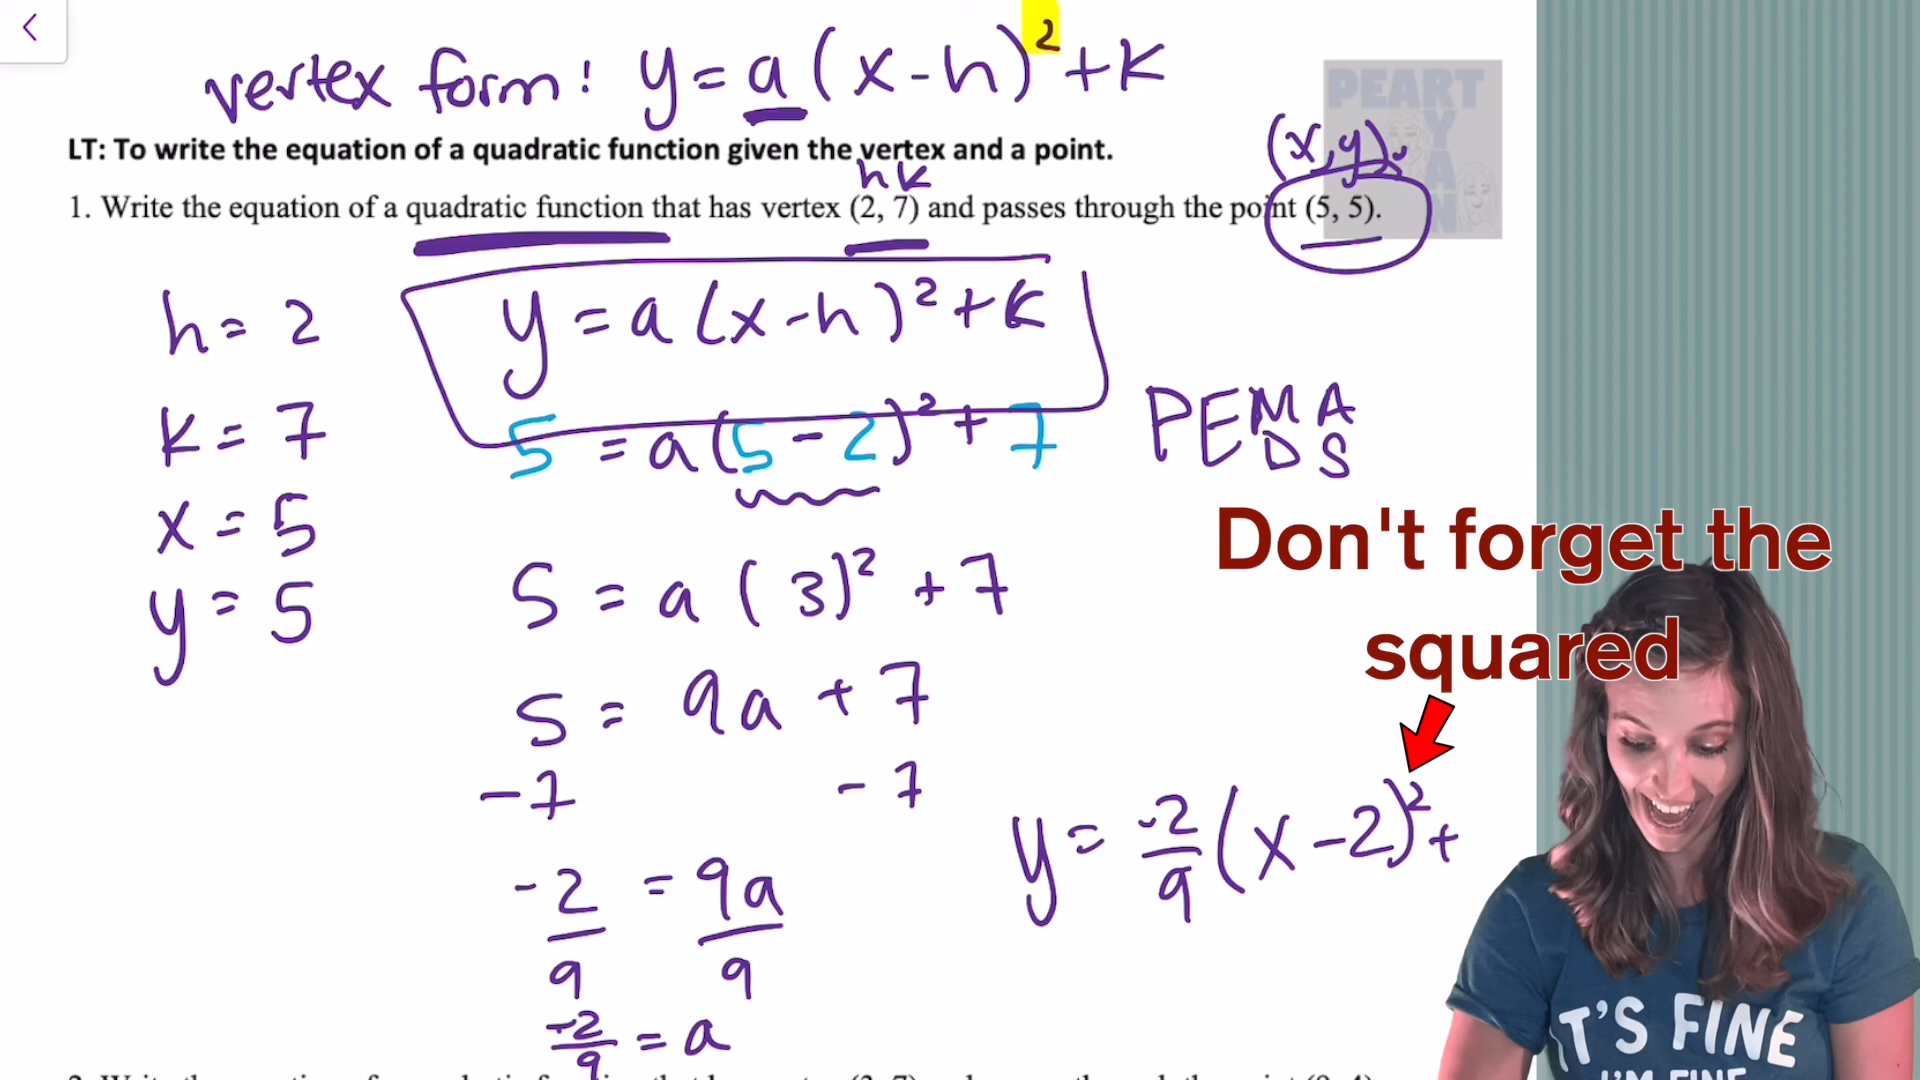 vertex form: y = a(x-h)² + k
PEART
YAN
LT: To write the equation of a quadratic function given the vertex and a point.
(x,y)
h k
1. Write the equation of a quadratic function that has vertex (2, 7) and passes through the point (5, 5).
h = 2
y = a(x-h)² + k
k = 7
5 = a(5-2)² + 7
PEMA
DS
x = 5
Don't forget the
squared
y = 5
5 = a(3)² + 7
5 = 9a + 7
-7 -7
-2 = 9a
9 9
y = -2/9 (x-2)² +
-2/9 = a
IT'S FINE
I'M FINE